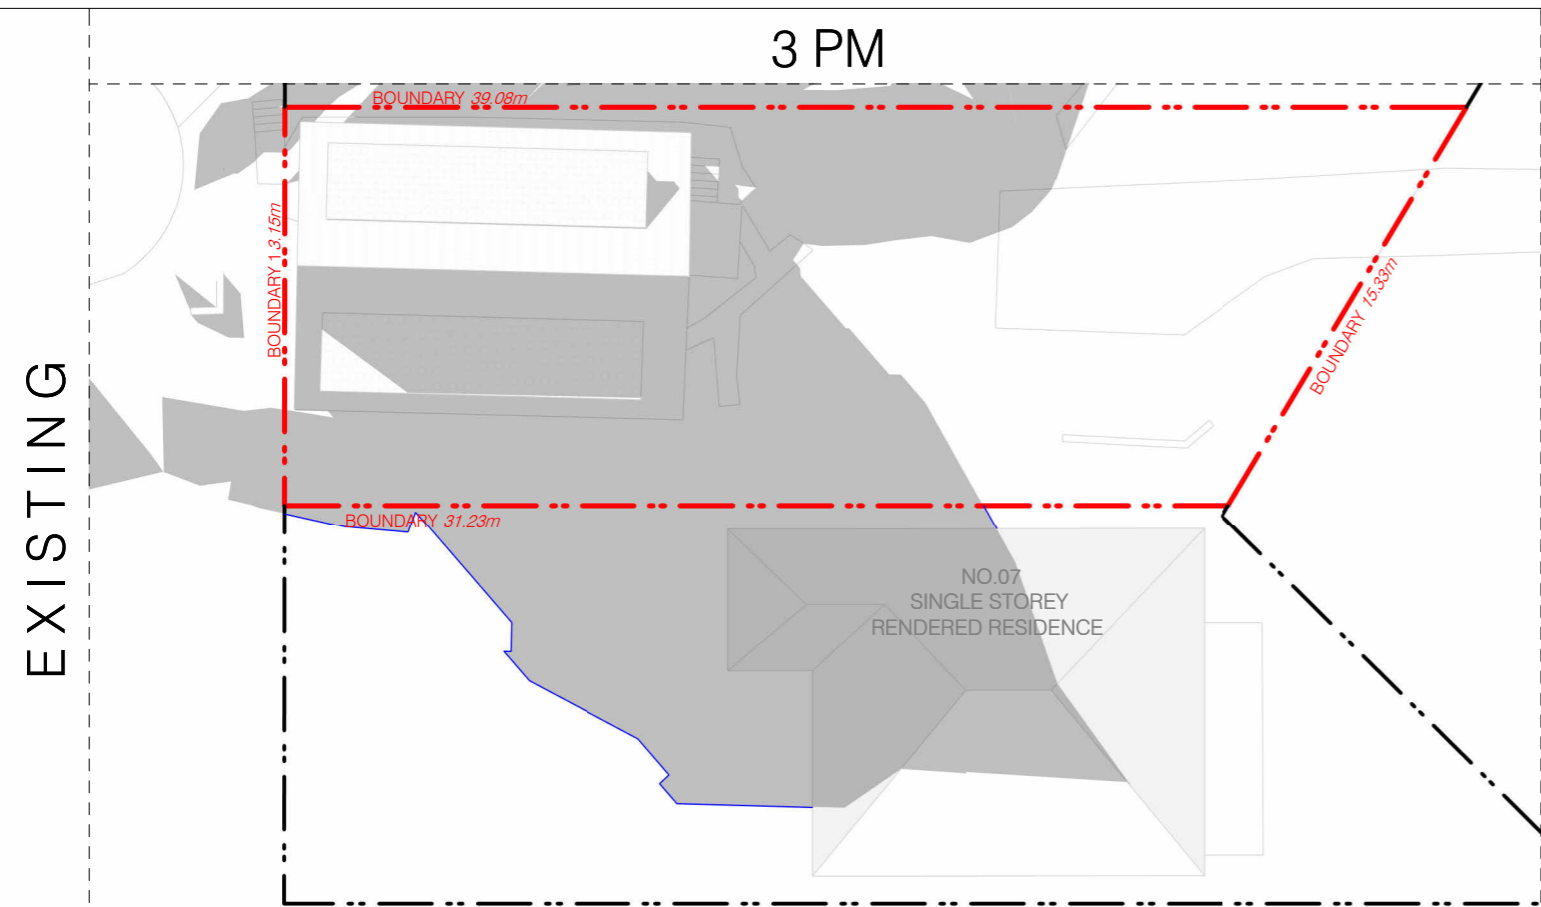 3 PM
EXISTING
BOUNDARY 39.08m
BOUNDARY 13.15m
BOUNDARY 15.33m
BOUNDARY 31.23m
NO.07
SINGLE STOREY
RENDERED RESIDENCE